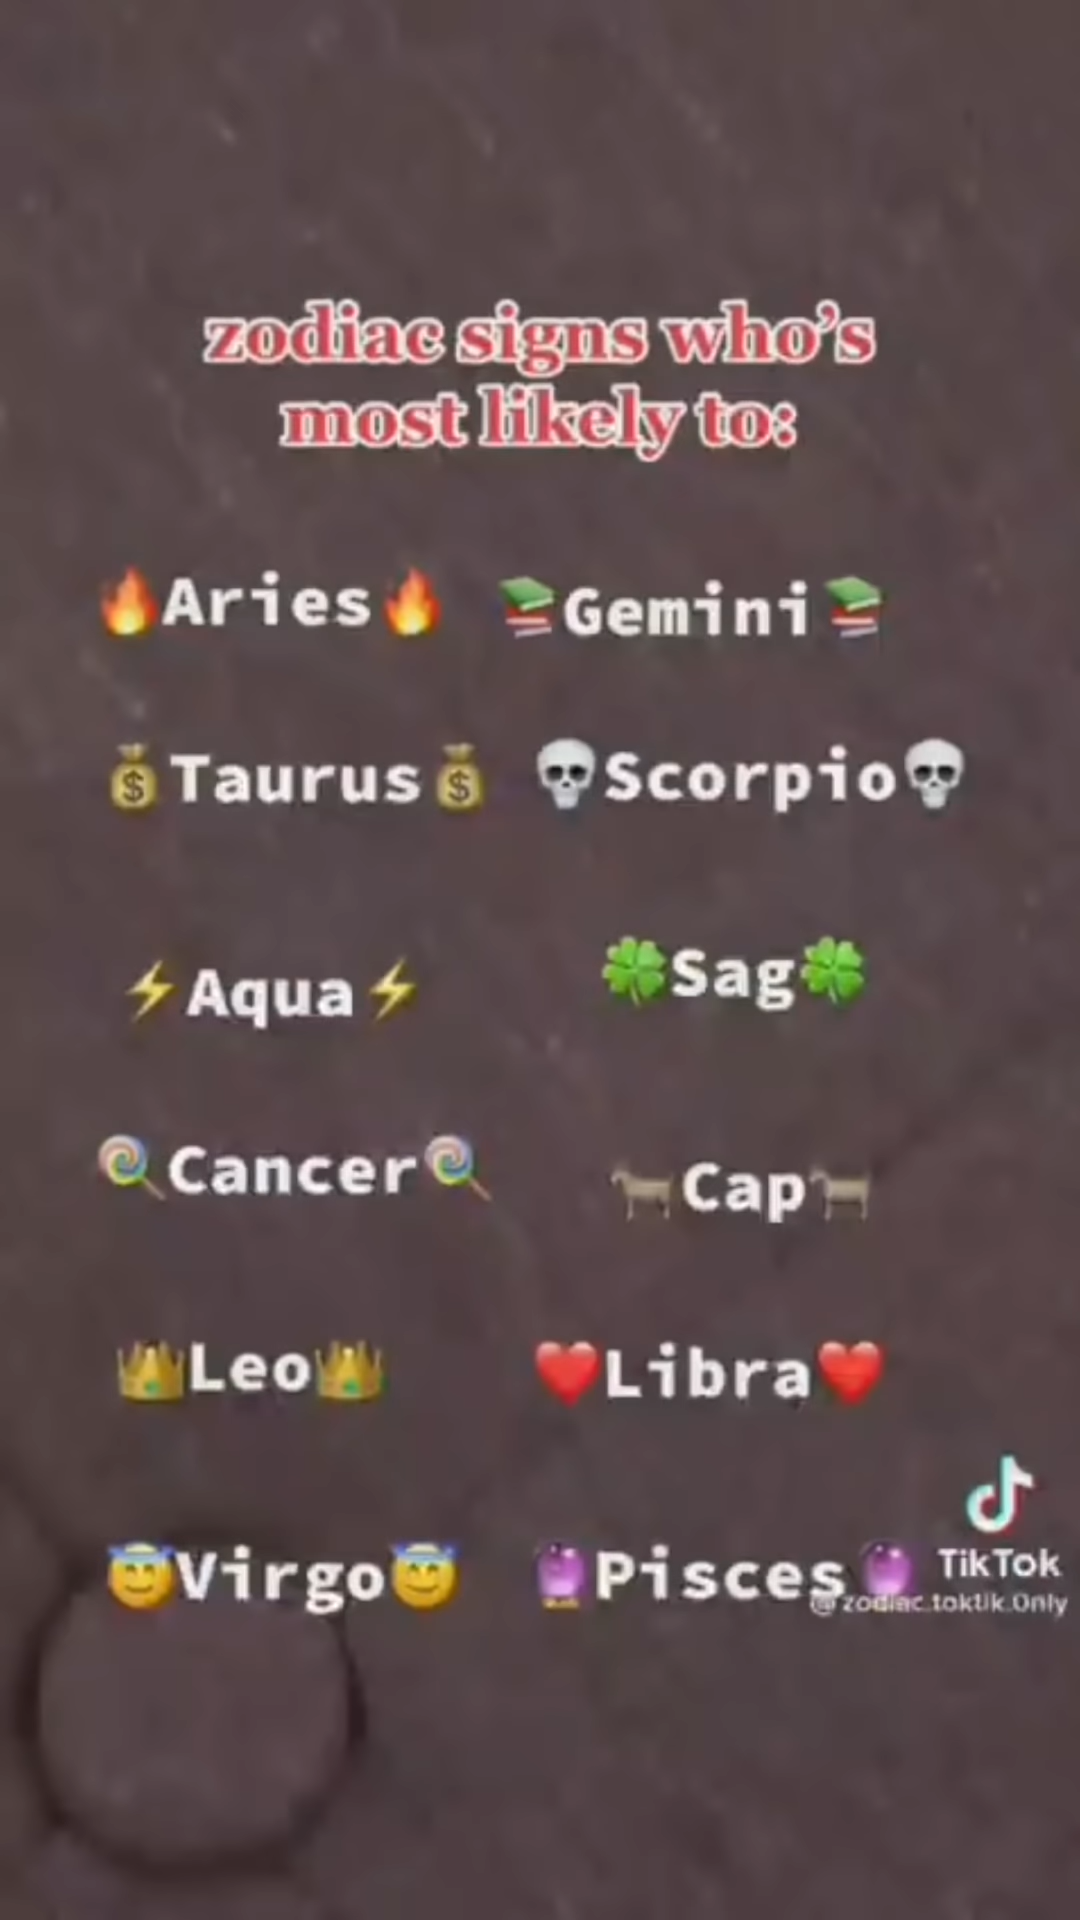 zodiac signs who's
most likely to:
🔥Aries🔥 📚Gemini📚
💰Taurus💰 💀Scorpio💀
⚡Aqua⚡ 🍀Sag🍀
🍭Cancer🍭 🐐Cap🐐
👑Leo👑 ❤️Libra❤️
😇Virgo😇 🔮Pisces🔮
TikTok
@zodiac.toktik.0nly